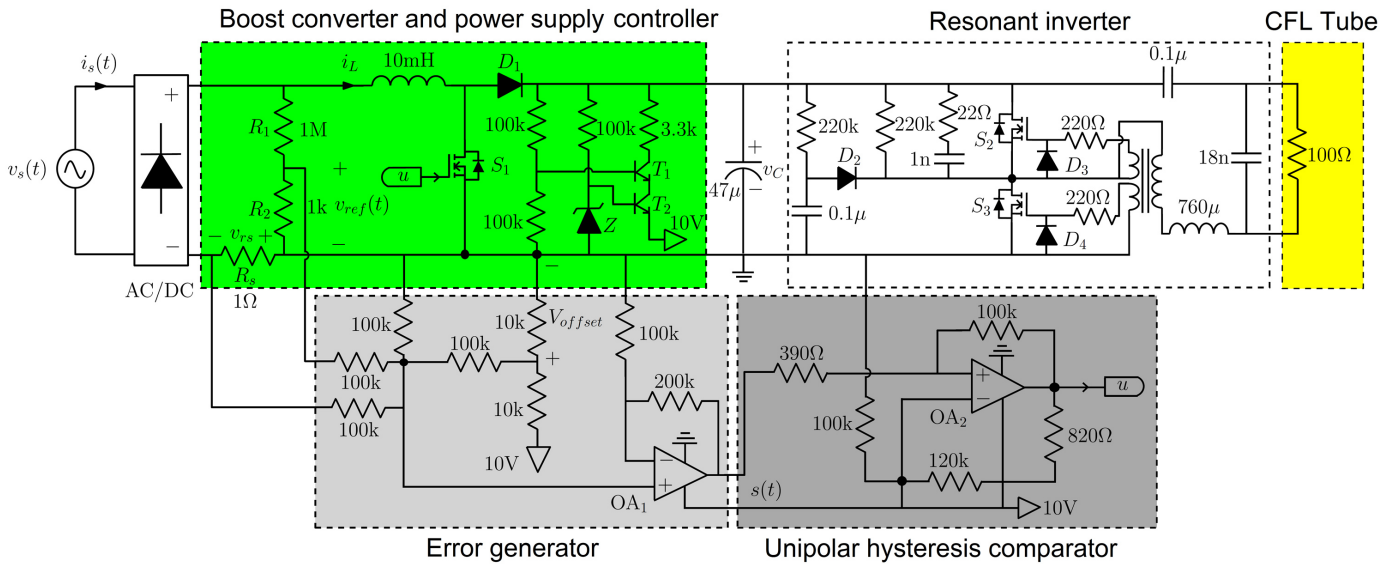 Boost converter and power supply controller
Resonant inverter
CFL Tube
i_s(t)
v_s(t)
+
−
AC/DC
R_1
1M
R_2
1k
+
v_ref(t)
−
− v_rs +
R_s
1Ω
i_L
10mH
D_1
u
S_1
100k
100k
3.3k
100k
T_1
T_2
Z
10V
+
v_C
−
47μ
220k
220k
22Ω
1n
D_2
0.1μ
S_2
S_3
220Ω
D_3
220Ω
D_4
760μ
0.1μ
18n
100Ω
100k
100k
100k
100k
−
10k
V_offset
+
10k
10V
100k
200k
−
+
OA_1
s(t)
390Ω
100k
+
−
OA_2
u
100k
120k
820Ω
10V
Error generator
Unipolar hysteresis comparator